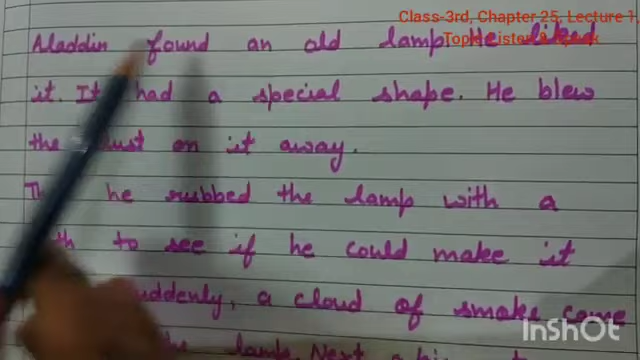 Class-3rd, Chapter 25, Lecture 1
Aladdin found an old lamp. He liked
it. It had a special shape. He blew
the dust on it away.
he rubbed the lamp with a
to see if he could make it
suddenly, a cloud of smoke come
the lamp. Next a
InShOt